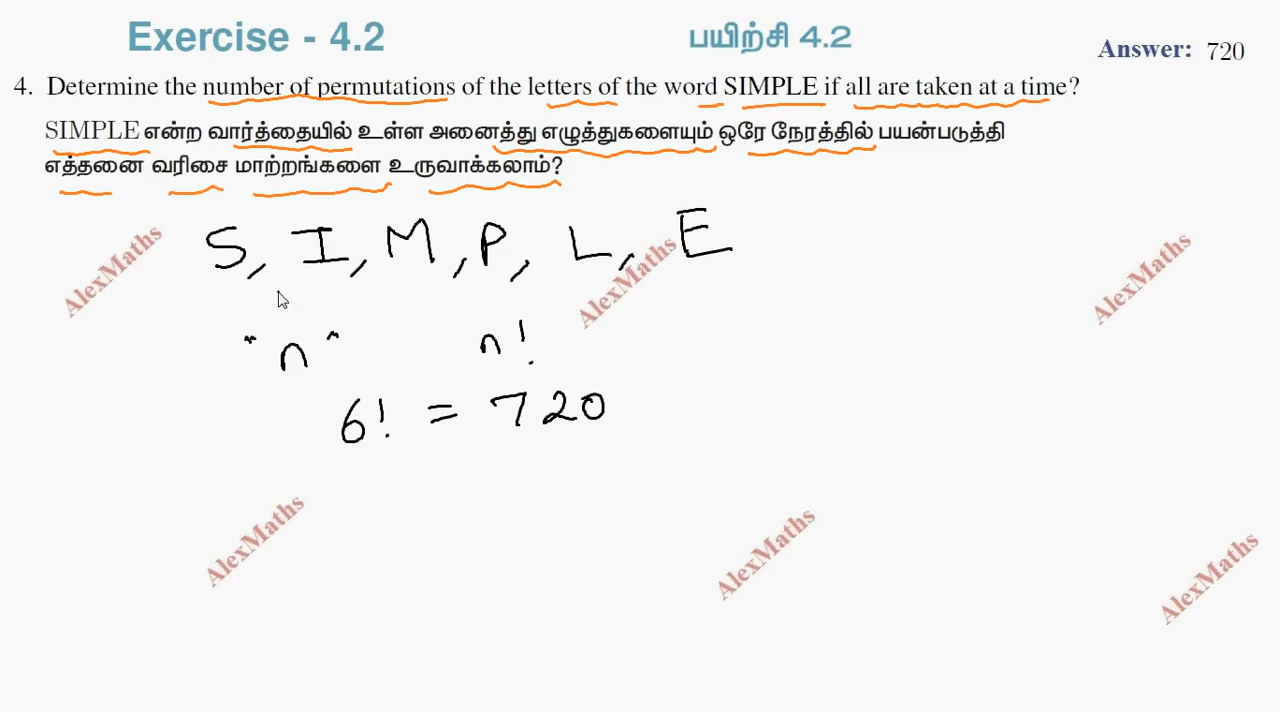 Exercise - 4.2
பயிற்சி 4.2
Answer: 720
4. Determine the number of permutations of the letters of the word SIMPLE if all are taken at a time?
SIMPLE என்ற வார்த்தையில் உள்ள அனைத்து எழுத்துகளையும் ஒரே நேரத்தில் பயன்படுத்தி
எத்தனை வரிசை மாற்றங்களை உருவாக்கலாம்?
S, I, M, P, L, E
"n" n!
6! = 720
AlexMaths
AlexMaths
AlexMaths
AlexMaths
AlexMaths
AlexMaths